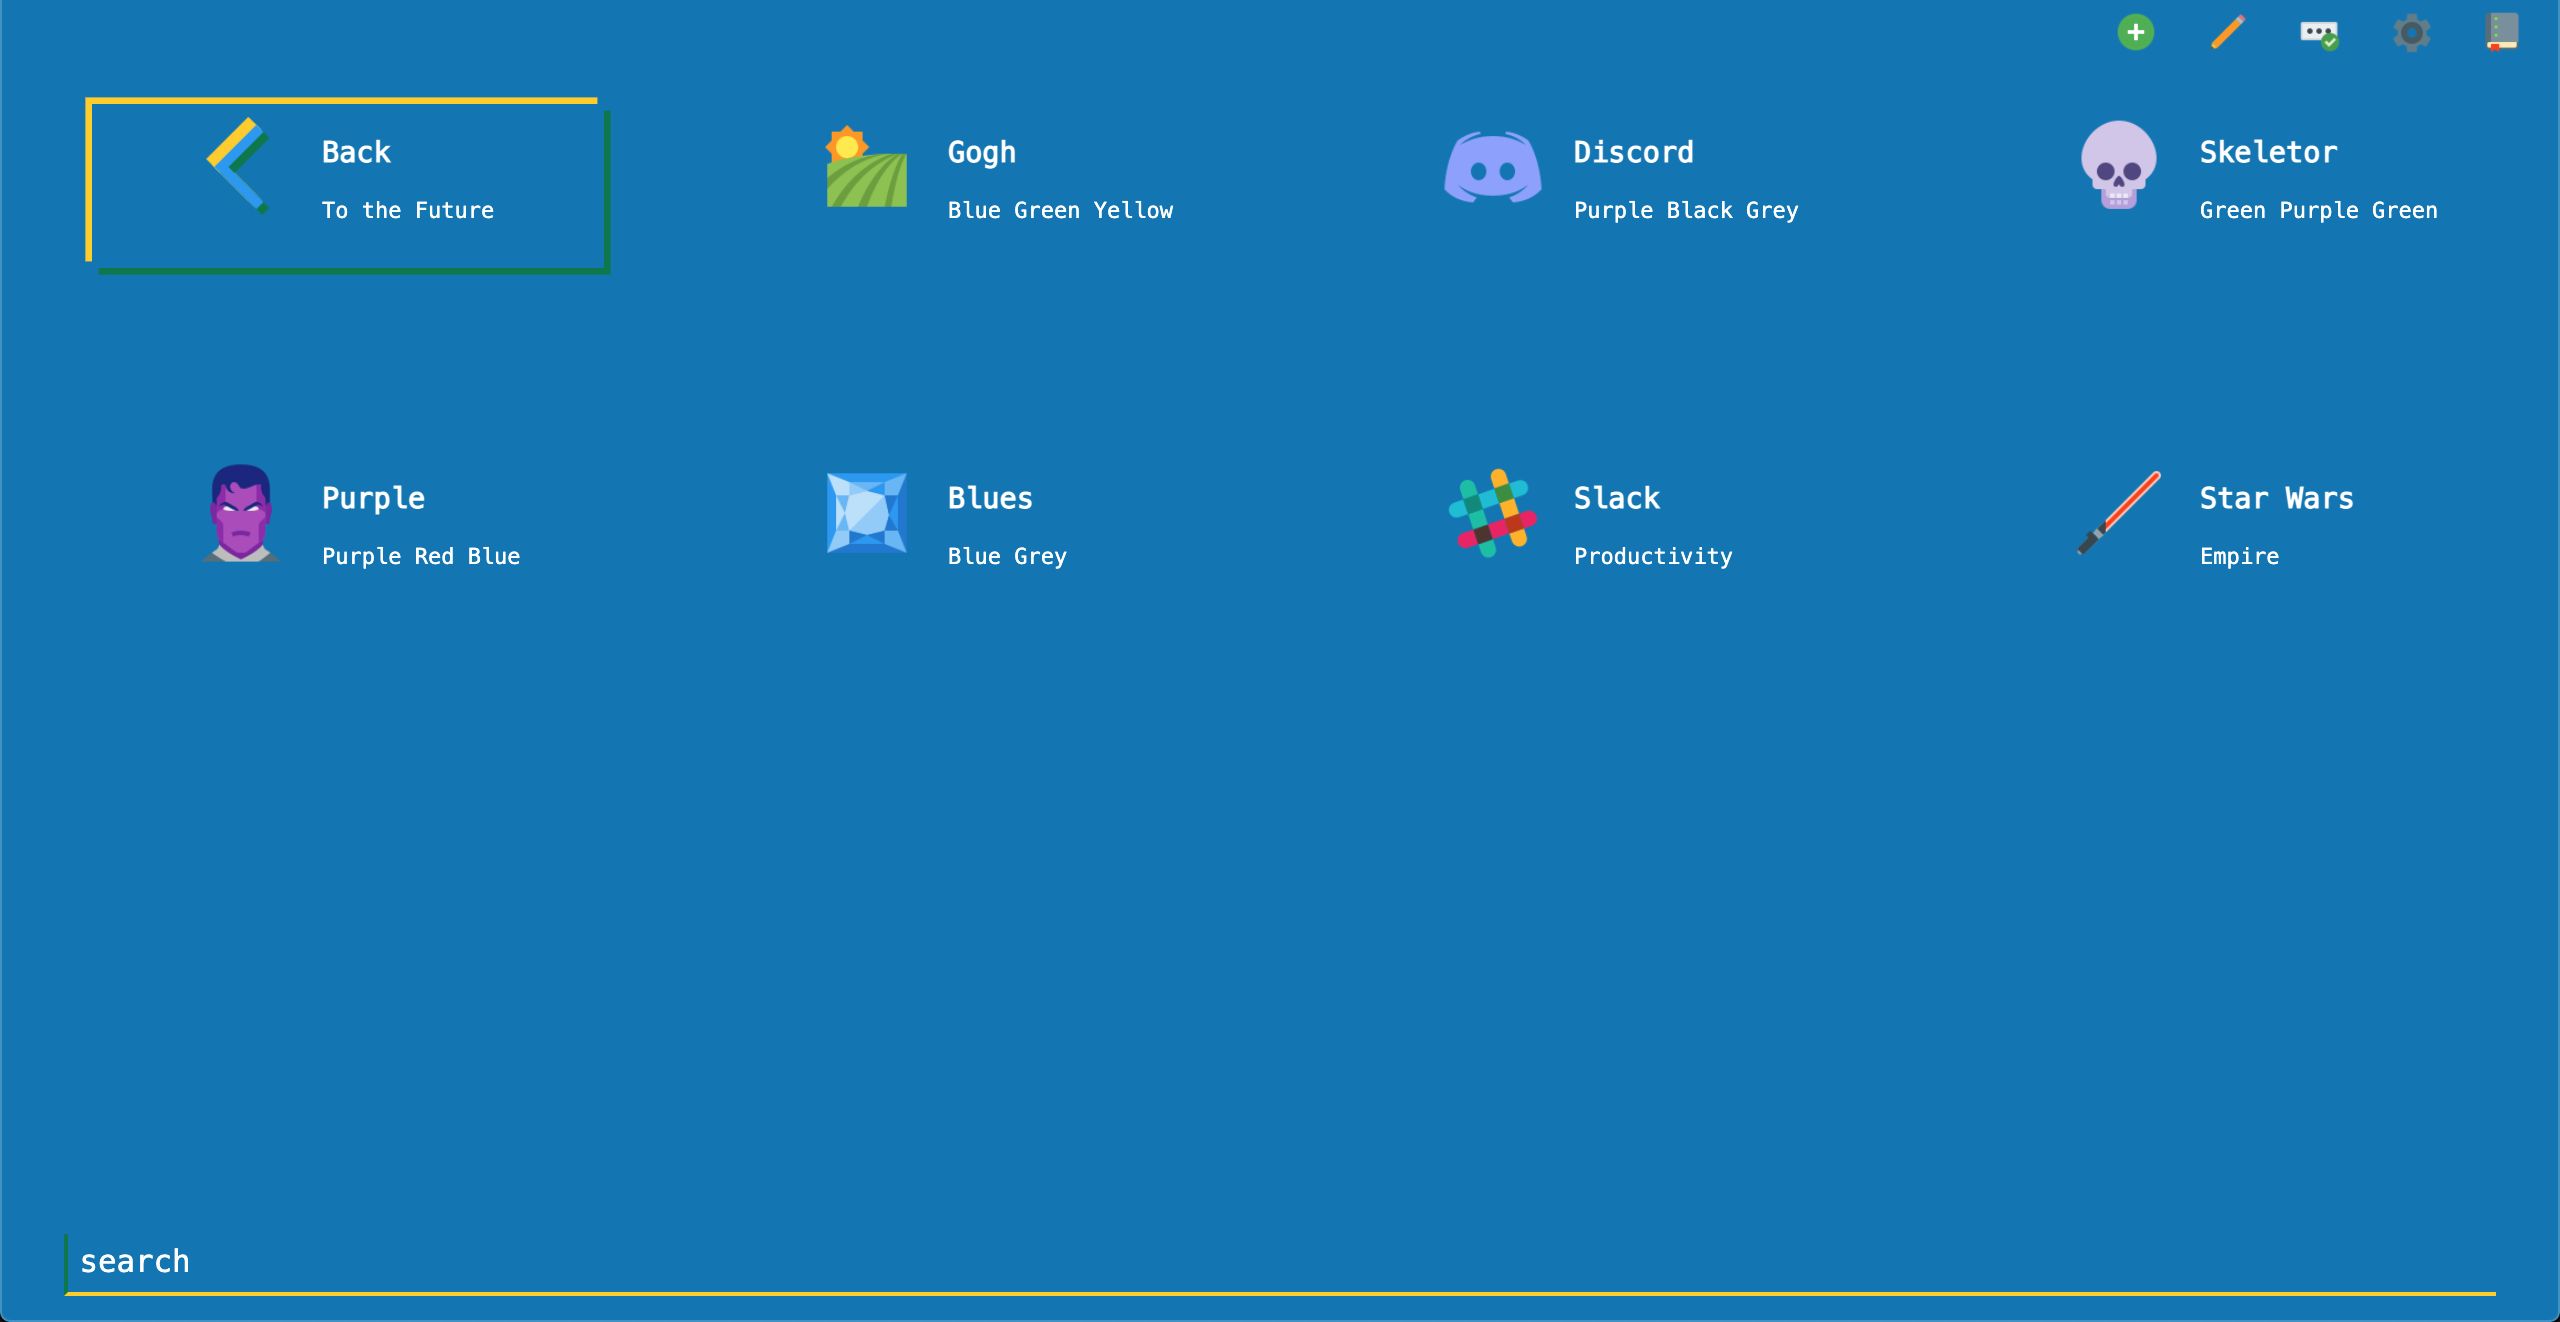 Back
To the Future
Gogh
Blue Green Yellow
Discord
Purple Black Grey
Skeletor
Green Purple Green
Purple
Purple Red Blue
Blues
Blue Grey
Slack
Productivity
Star Wars
Empire
search